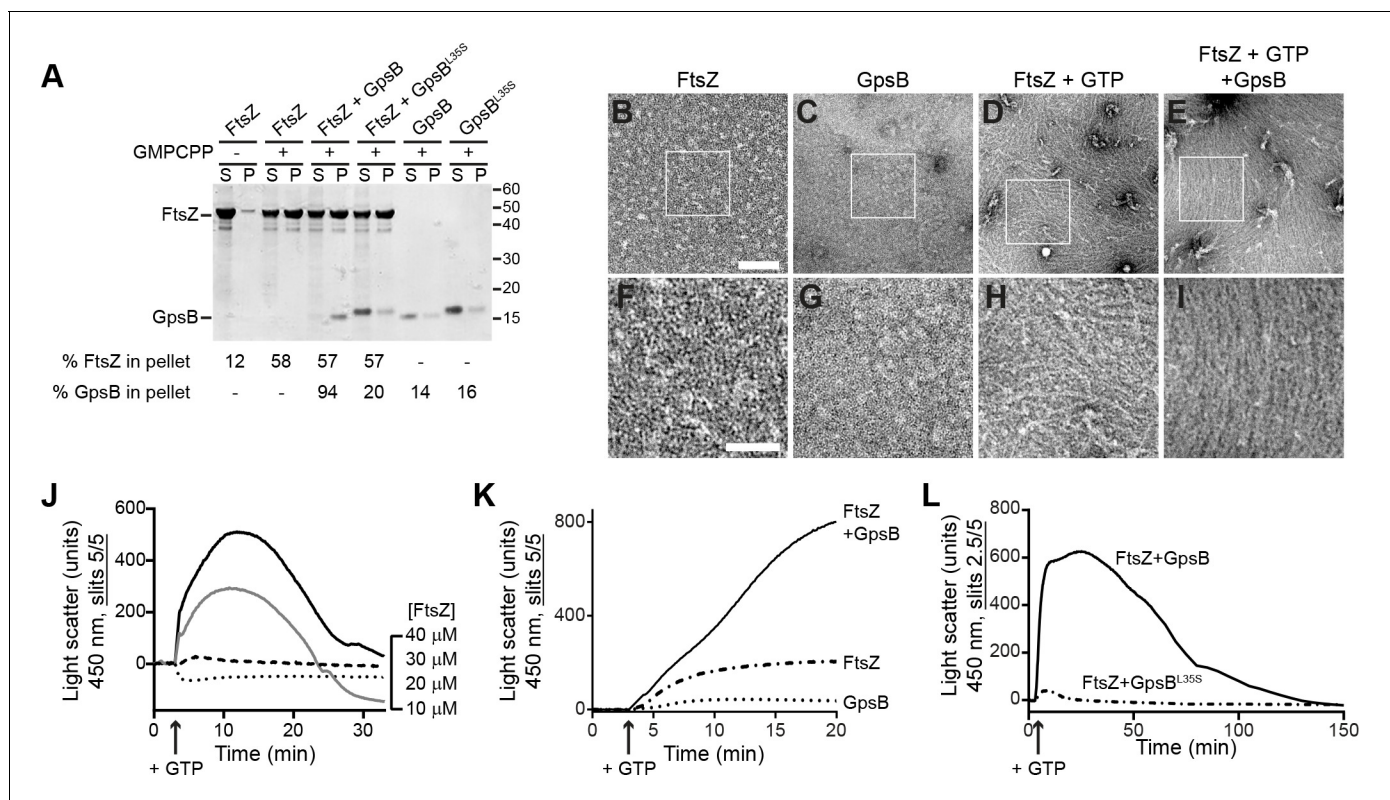 A
FtsZ
FtsZ
FtsZ + GpsB
FtsZ + GpsB^L35S
GpsB
GpsB^L35S
GMPCPP - + + + + +
S P S P S P S P S P S P
FtsZ
GpsB
60
50
40
30
20
15
% FtsZ in pellet 12 58 57 57 - -
% GpsB in pellet - - 94 20 14 16
FtsZ
GpsB
FtsZ + GTP
FtsZ + GTP
+GpsB
B
C
D
E
F
G
H
I
J
Light scatter (units)
450 nm, slits 5/5
600
400
200
0
0 10 20 30
Time (min)
+ GTP
[FtsZ]
40 µM
30 µM
20 µM
10 µM
K
Light scatter (units)
450 nm, slits 5/5
800
400
0
0 5 10 15 20
Time (min)
+ GTP
FtsZ
+GpsB
FtsZ
GpsB
L
Light scatter (units)
450 nm, slits 2.5/5
800
600
400
200
0
0 50 100 150
Time (min)
+ GTP
FtsZ+GpsB
FtsZ+GpsB^L35S